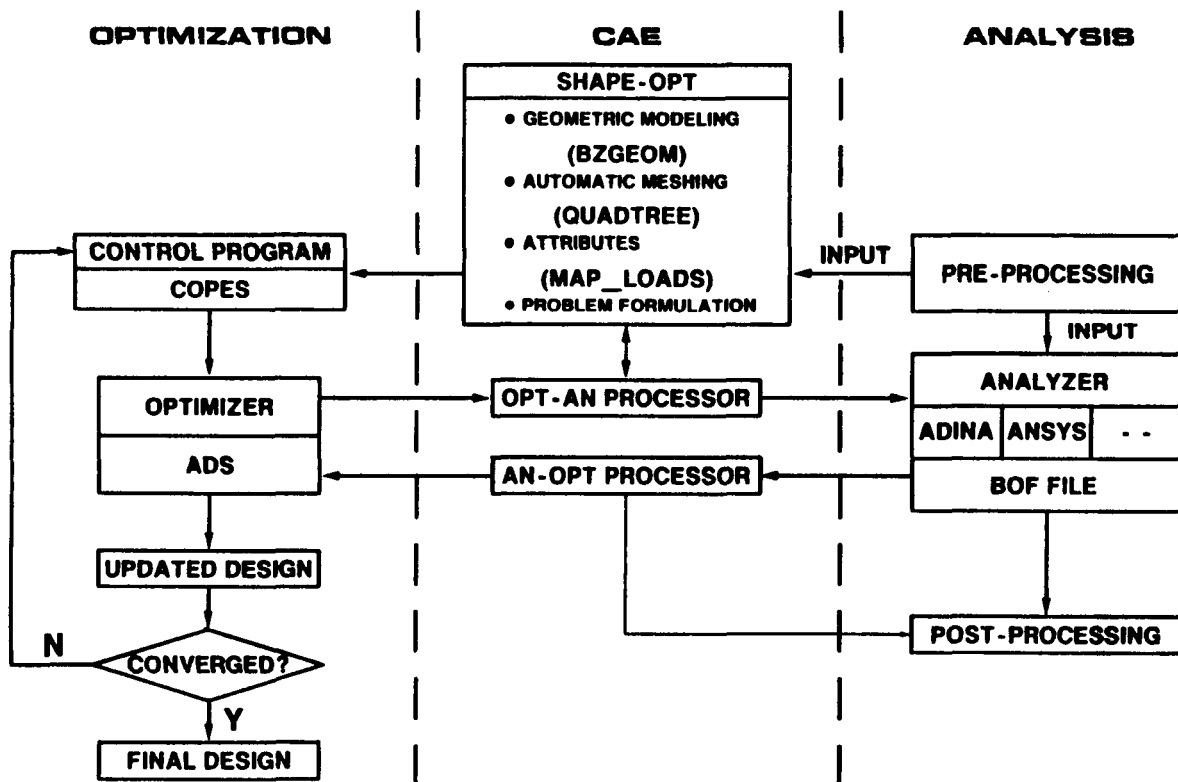 OPTIMIZATION
CAE
ANALYSIS
SHAPE-OPT
• GEOMETRIC MODELING
(BZGEOM)
• AUTOMATIC MESHING
(QUADTREE)
• ATTRIBUTES
(MAP_LOADS)
• PROBLEM FORMULATION
CONTROL PROGRAM
COPES
INPUT
PRE-PROCESSING
INPUT
OPTIMIZER
ADS
OPT-AN PROCESSOR
AN-OPT PROCESSOR
ANALYZER
ADINA
ANSYS
- -
BOF FILE
UPDATED DESIGN
N
CONVERGED?
Y
FINAL DESIGN
POST-PROCESSING